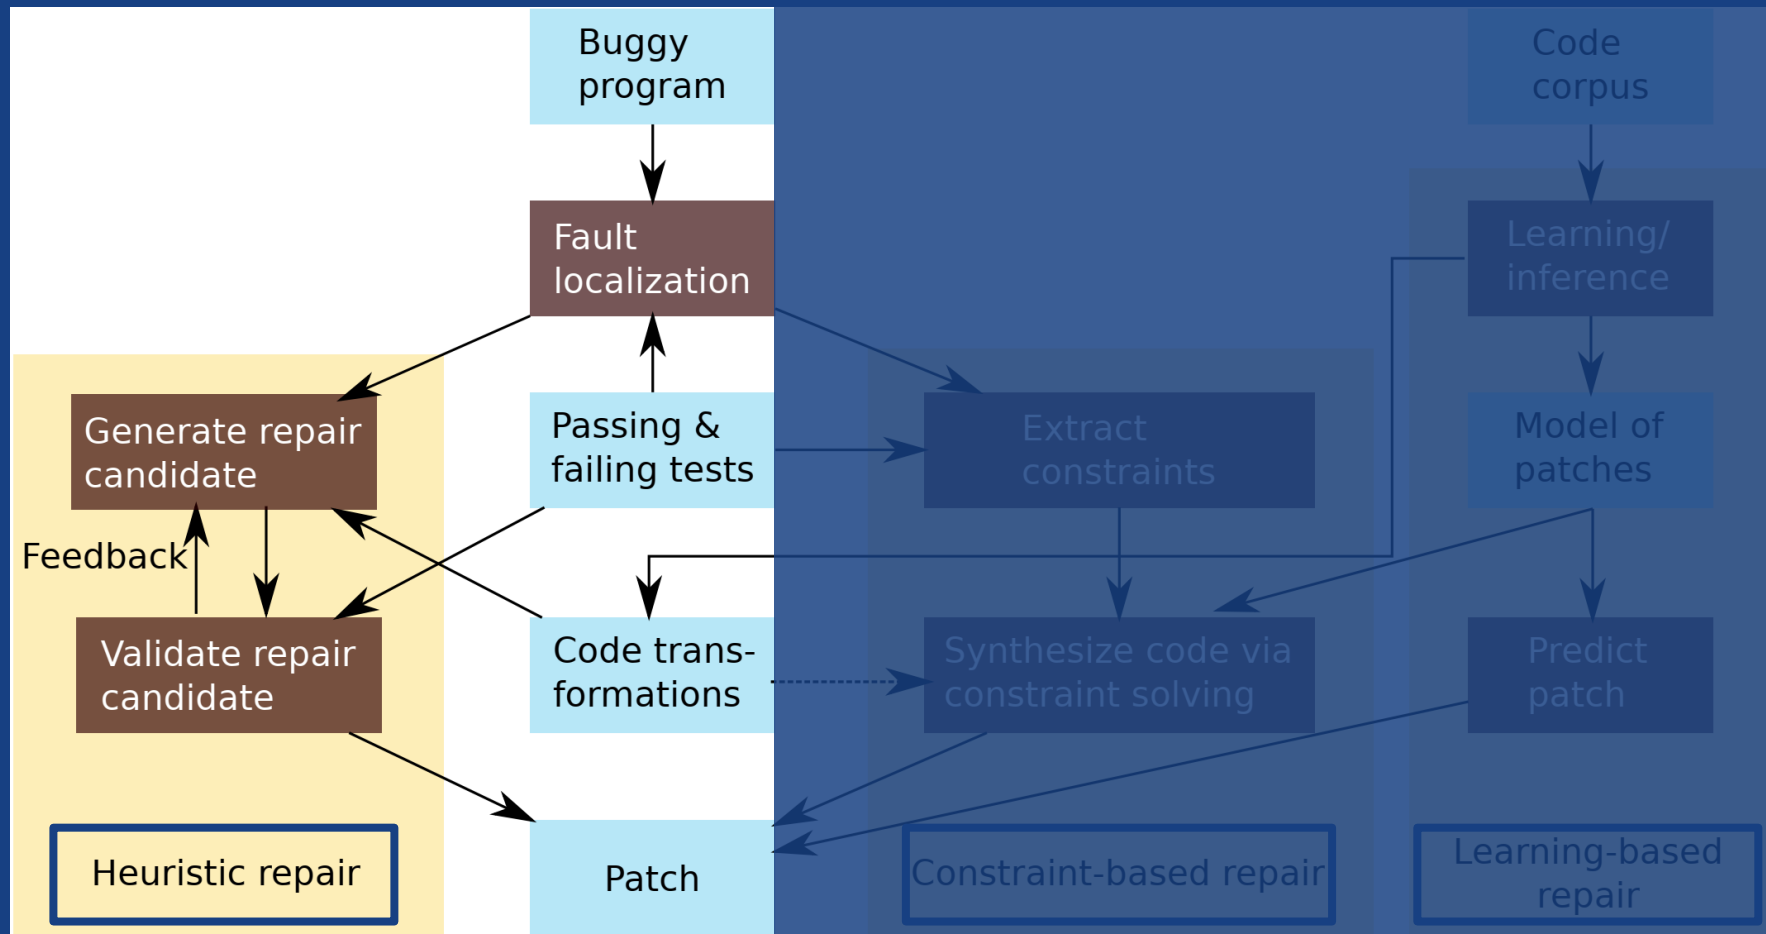 Buggy
program
Code
corpus
Fault
localization
Learning/
inference
Generate repair
candidate
Passing &
failing tests
Extract
constraints
Model of
patches
Feedback
Validate repair
candidate
Code trans-
formations
Synthesize code via
constraint solving
Predict
patch
Heuristic repair
Patch
Constraint-based repair
Learning-based
repair